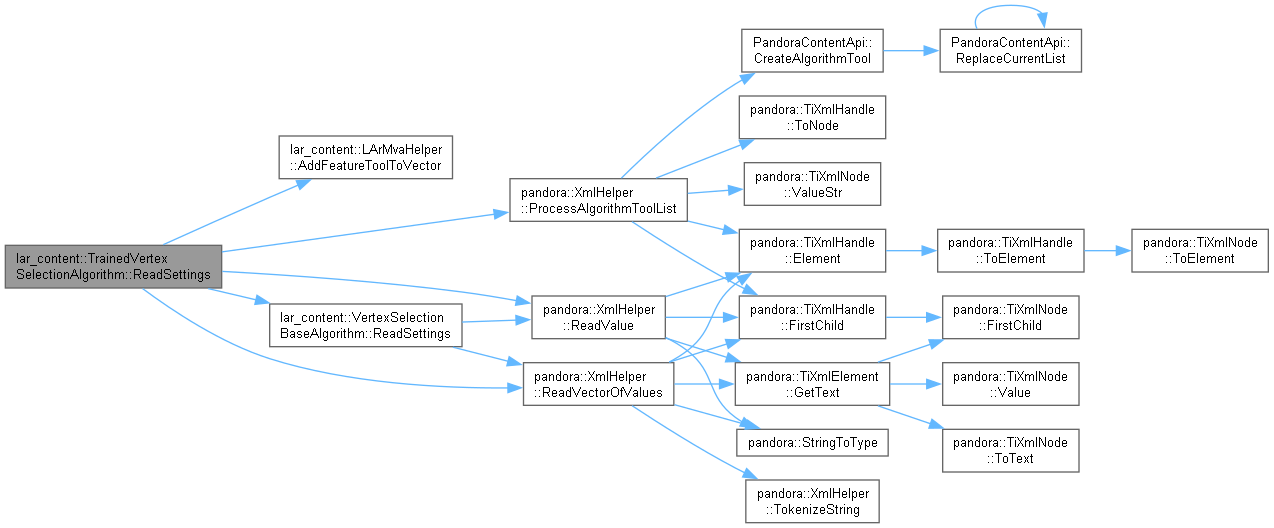 lar_content::TrainedVertex
SelectionAlgorithm::ReadSettings
lar_content::LArMvaHelper
::AddFeatureToolToVector
pandora::XmlHelper
::ProcessAlgorithmToolList
PandoraContentApi::
CreateAlgorithmTool
PandoraContentApi::
ReplaceCurrentList
pandora::TiXmlHandle
::ToNode
pandora::TiXmlNode
::ValueStr
pandora::TiXmlHandle
::Element
pandora::TiXmlHandle
::ToElement
pandora::TiXmlNode
::ToElement
lar_content::VertexSelection
BaseAlgorithm::ReadSettings
pandora::XmlHelper
::ReadValue
pandora::TiXmlHandle
::FirstChild
pandora::TiXmlNode
::FirstChild
pandora::XmlHelper
::ReadVectorOfValues
pandora::TiXmlElement
::GetText
pandora::TiXmlNode
::Value
pandora::StringToType
pandora::TiXmlNode
::ToText
pandora::XmlHelper
::TokenizeString